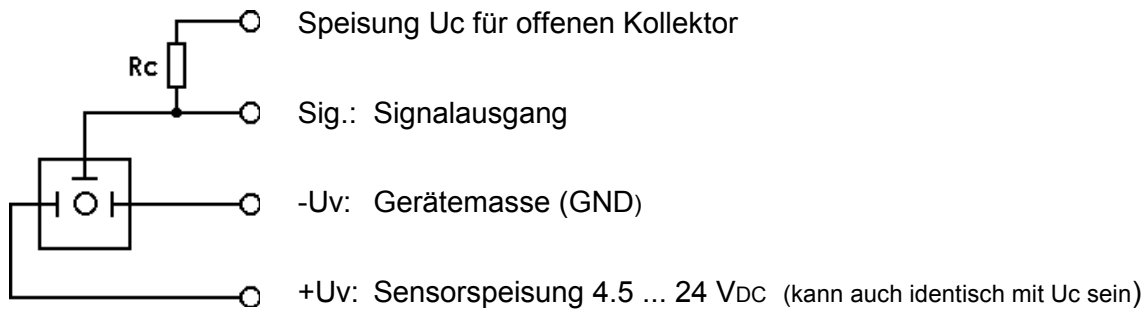 Speisung Uc für offenen Kollektor
Rc
Sig.: Signalausgang
-Uv: Gerätemasse (GND)
+Uv: Sensorspeisung 4.5 ... 24 VDC (kann auch identisch mit Uc sein)